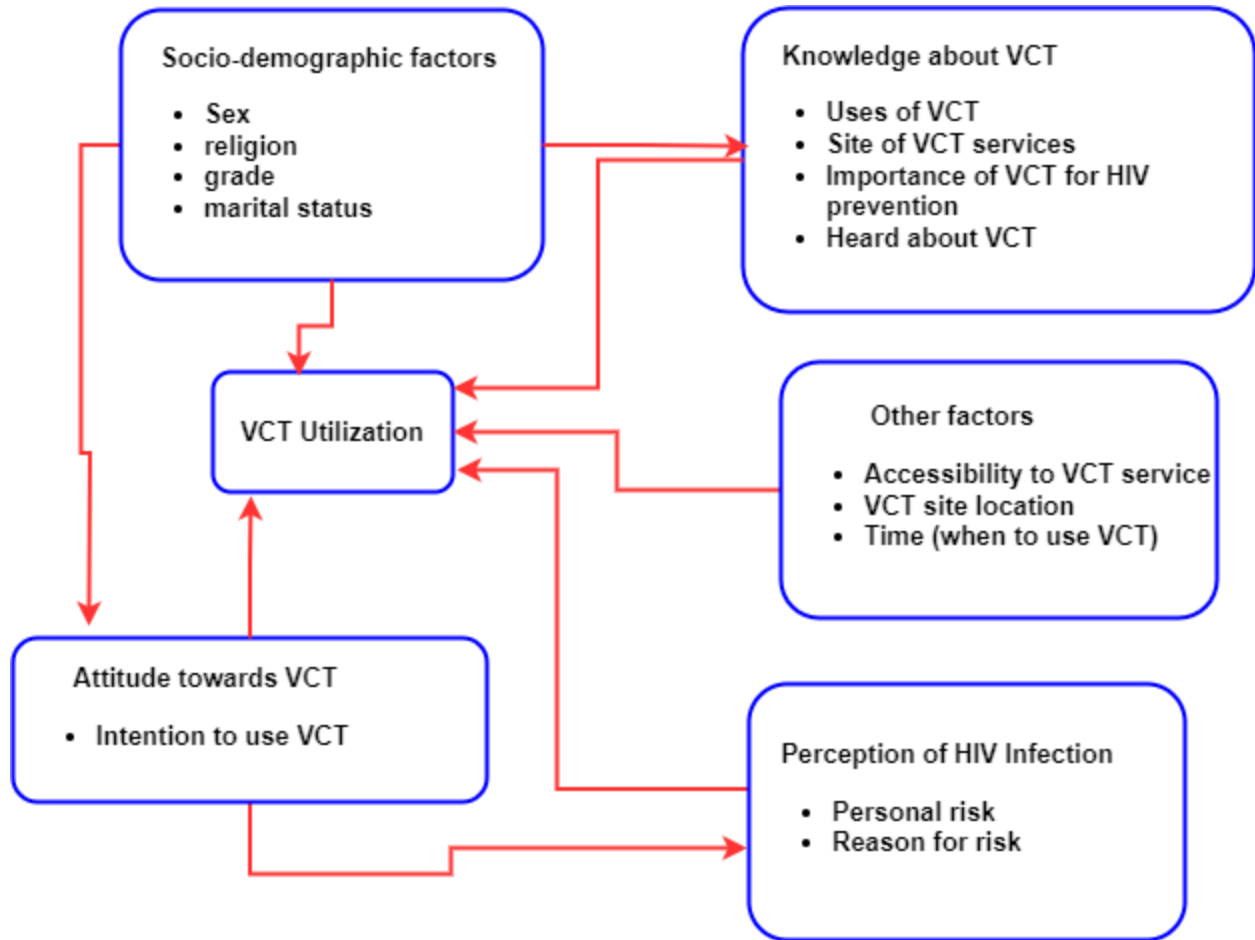 Socio-demographic factors
• Sex
• religion
• grade
• marital status
Knowledge about VCT
• Uses of VCT
• Site of VCT services
• Importance of VCT for HIV
prevention
• Heard about VCT
VCT Utilization
Other factors
• Accessibility to VCT service
• VCT site location
• Time (when to use VCT)
Attitude towards VCT
• Intention to use VCT
Perception of HIV Infection
• Personal risk
• Reason for risk